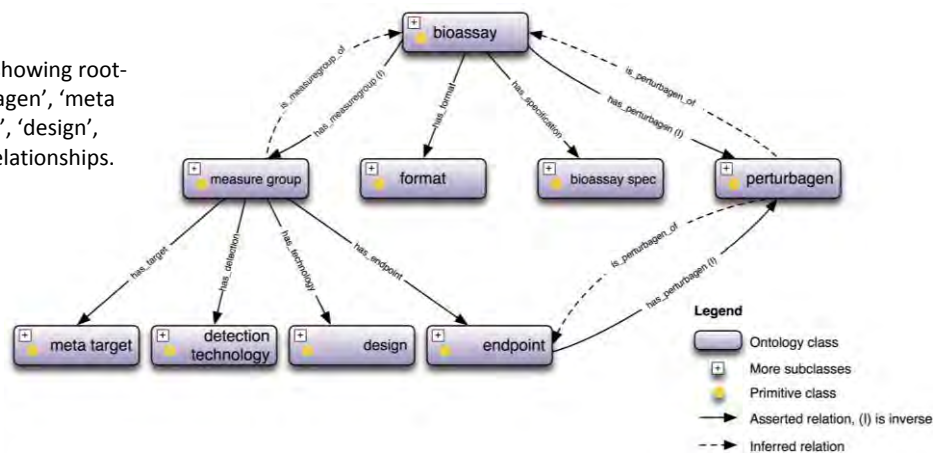 howing root-
agen’, ‘meta
’, ‘design’,
elationships.
bioassay
is_measuregroup_of
has_measuregroup (I)
has_format
has_specification
has_perturbagen (I)
is_perturbagen_of
measure group
format
bioassay spec
perturbagen
has_target
has_detection
has_technology
has_endpoint
is_perturbagen_of
has_perturbagen (I)
meta target
detection
technology
design
endpoint
Legend
Ontology class
More subclasses
Primitive class
Asserted relation, (I) is inverse
Inferred relation